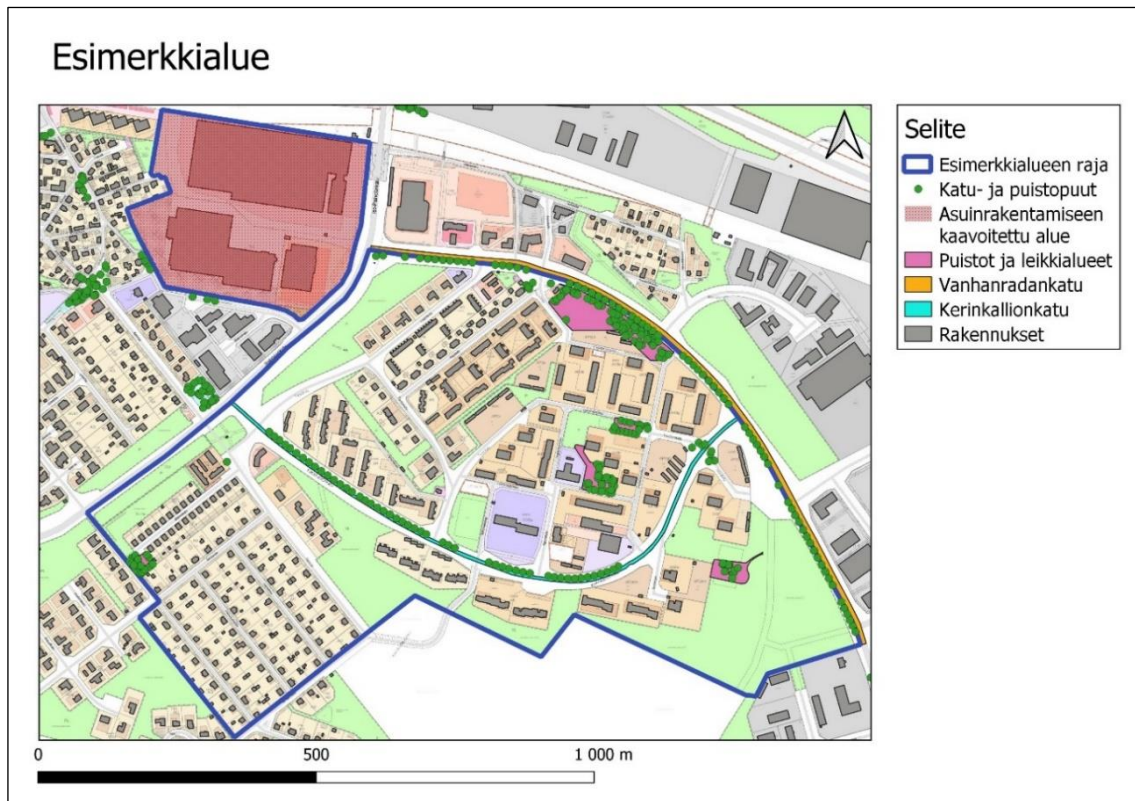 Esimerkkialue
Selite
Esimerkkialueen raja
Katu- ja puistopuut
Asuinrakentamiseen
kaavoitettu alue
Puistot ja leikkialueet
Vanhanradankatu
Kerinkallionkatu
Rakennukset
0
500
1 000 m